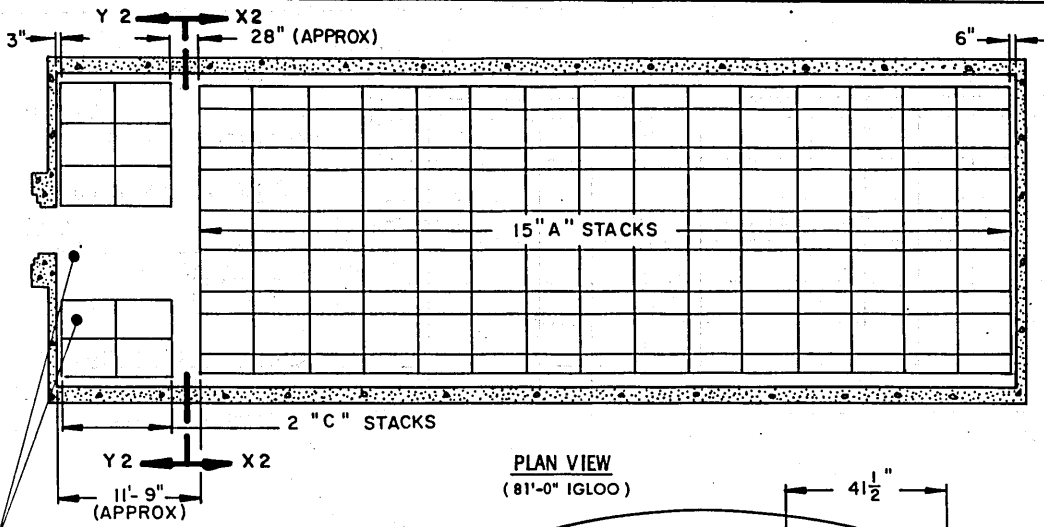 Y 2 X2
3" 28" (APPROX) 6"
15 "A" STACKS
2 "C" STACKS
Y 2 X2
11'-9"
(APPROX)
PLAN VIEW
(81'-0" IGLOO)
41 1/2"